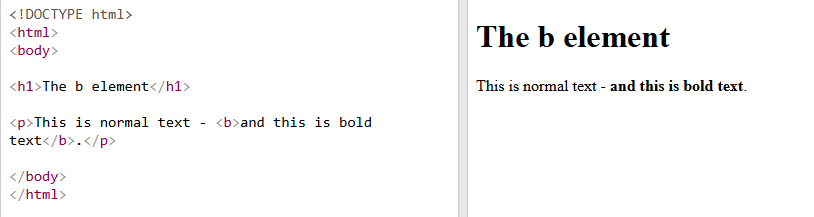 <!DOCTYPE html>
<html>
<body>
<h1>The b element</h1>
<p>This is normal text - <b>and this is bold
text</b>.</p>
</body>
</html>
The b element
This is normal text - and this is bold text.